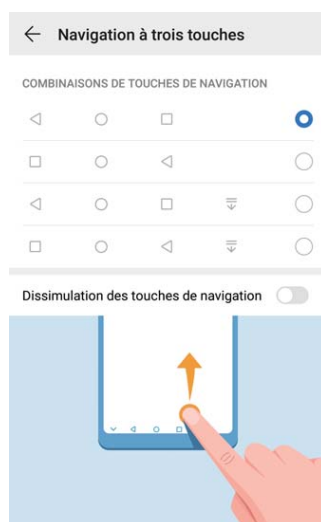 Navigation à trois touches
COMBINAISONS DE TOUCHES DE NAVIGATION
Dissimulation des touches de navigation